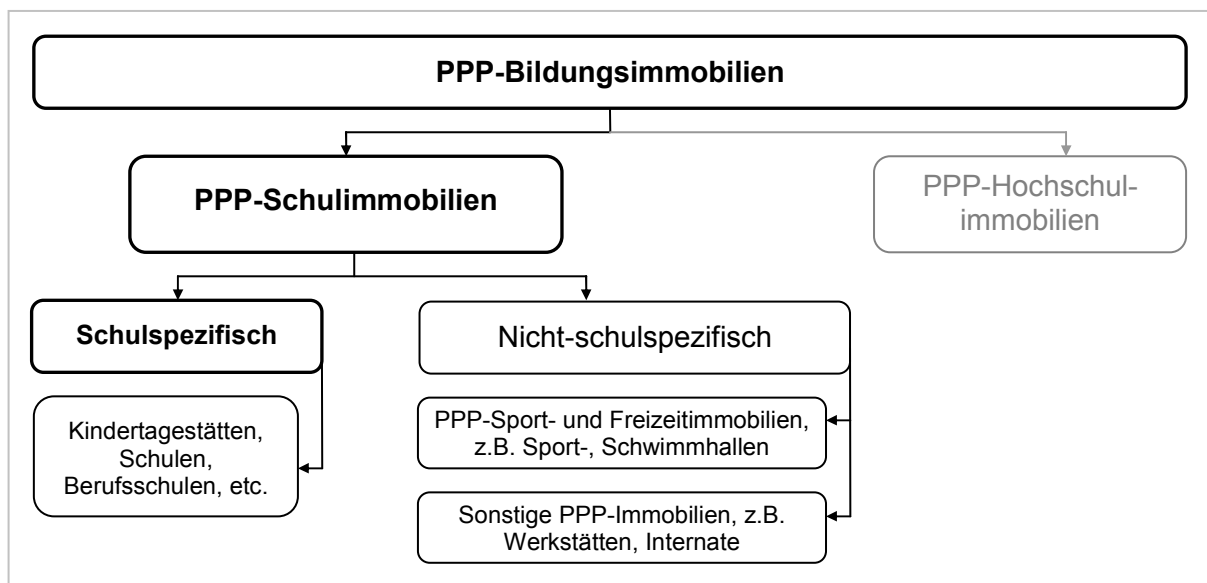 PPP-Bildungsimmobilien
PPP-Schulimmobilien
PPP-Hochschul-
immobilien
Schulspezifisch
Nicht-schulspezifisch
Kindertagestätten,
Schulen,
Berufsschulen, etc.
PPP-Sport- und Freizeitimmobilien,
z.B. Sport-, Schwimmhallen
Sonstige PPP-Immobilien, z.B.
Werkstätten, Internate